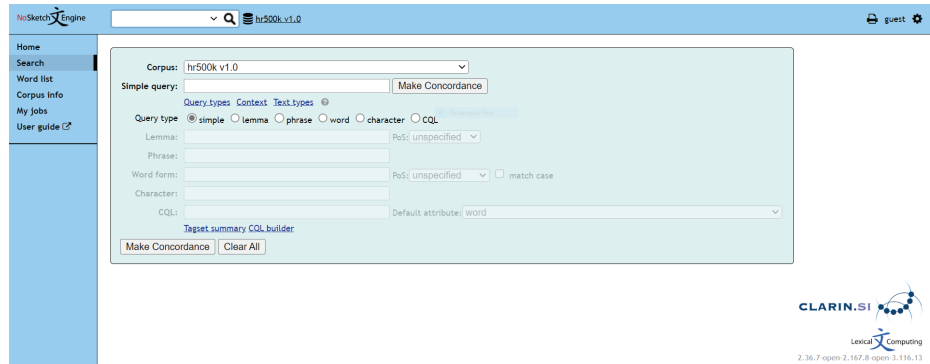 NoSketch Engine hr500k v1.0 guest
Home
Search
Word list
Corpus info
My jobs
User guide
Corpus: hr500k v1.0
Simple query: Make Concordance
Query types Context Text types ?
Query type simple lemma phrase word character CQL
Lemma: PoS: unspecified
Phrase:
Word form: PoS: unspecified match case
Character:
CQL: Default attribute: word
Tagset summary CQL builder
Make Concordance Clear All
CLARIN.SI
Lexical Computing
2.36.7-open-2.167.8-open-3.116.13